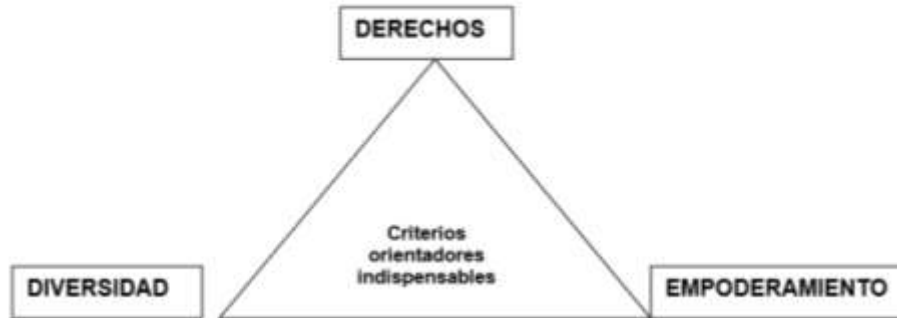 DERECHOS
Criterios
orientadores
indispensables
DIVERSIDAD
EMPODERAMIENTO